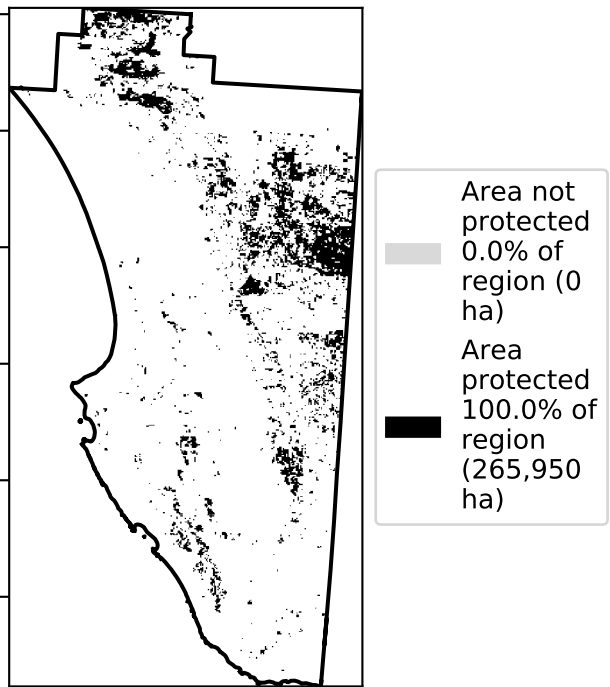 Area not
protected
0.0% of
region (0
ha)
Area
protected
100.0% of
region
(265,950
ha)